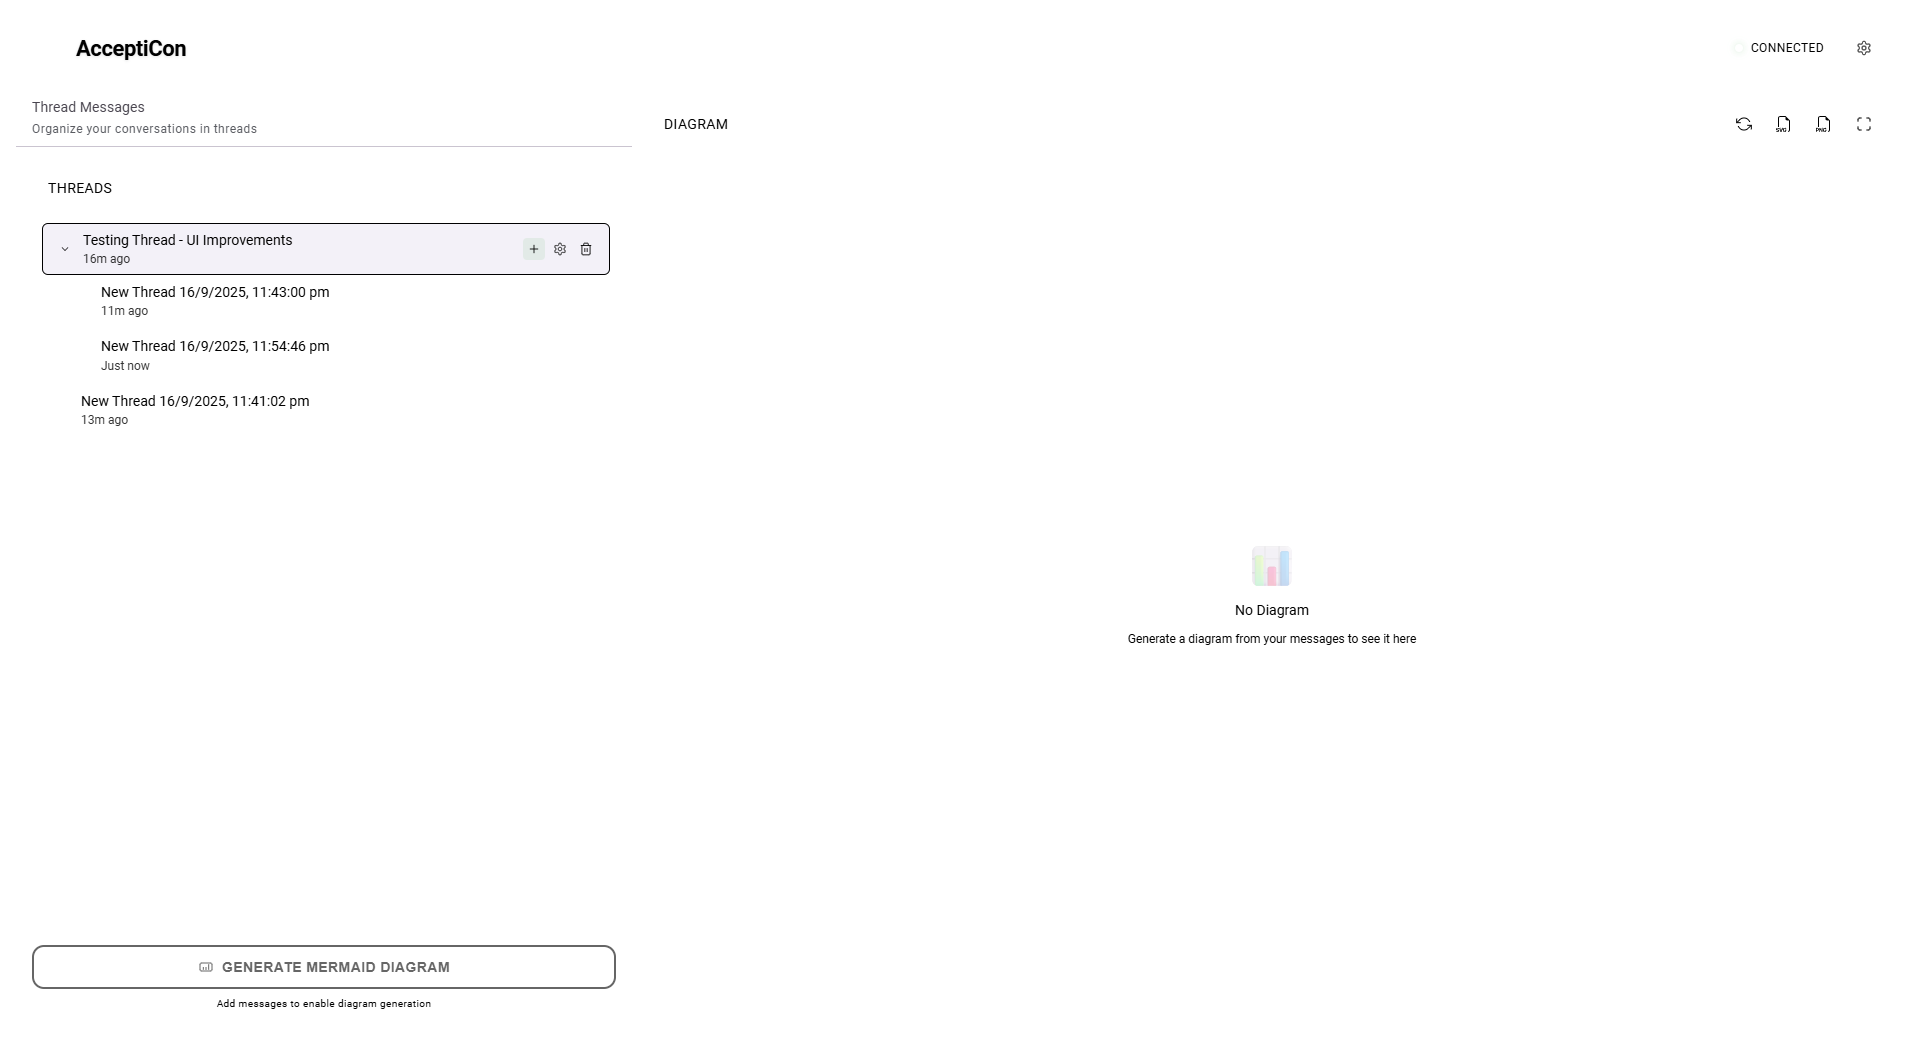 AcceptiCon
CONNECTED
Thread Messages
Organize your conversations in threads
DIAGRAM
SVG
PNG
THREADS
Testing Thread - UI Improvements
16m ago
New Thread 16/9/2025, 11:43:00 pm
11m ago
New Thread 16/9/2025, 11:54:46 pm
Just now
New Thread 16/9/2025, 11:41:02 pm
13m ago
No Diagram
Generate a diagram from your messages to see it here
GENERATE MERMAID DIAGRAM
Add messages to enable diagram generation